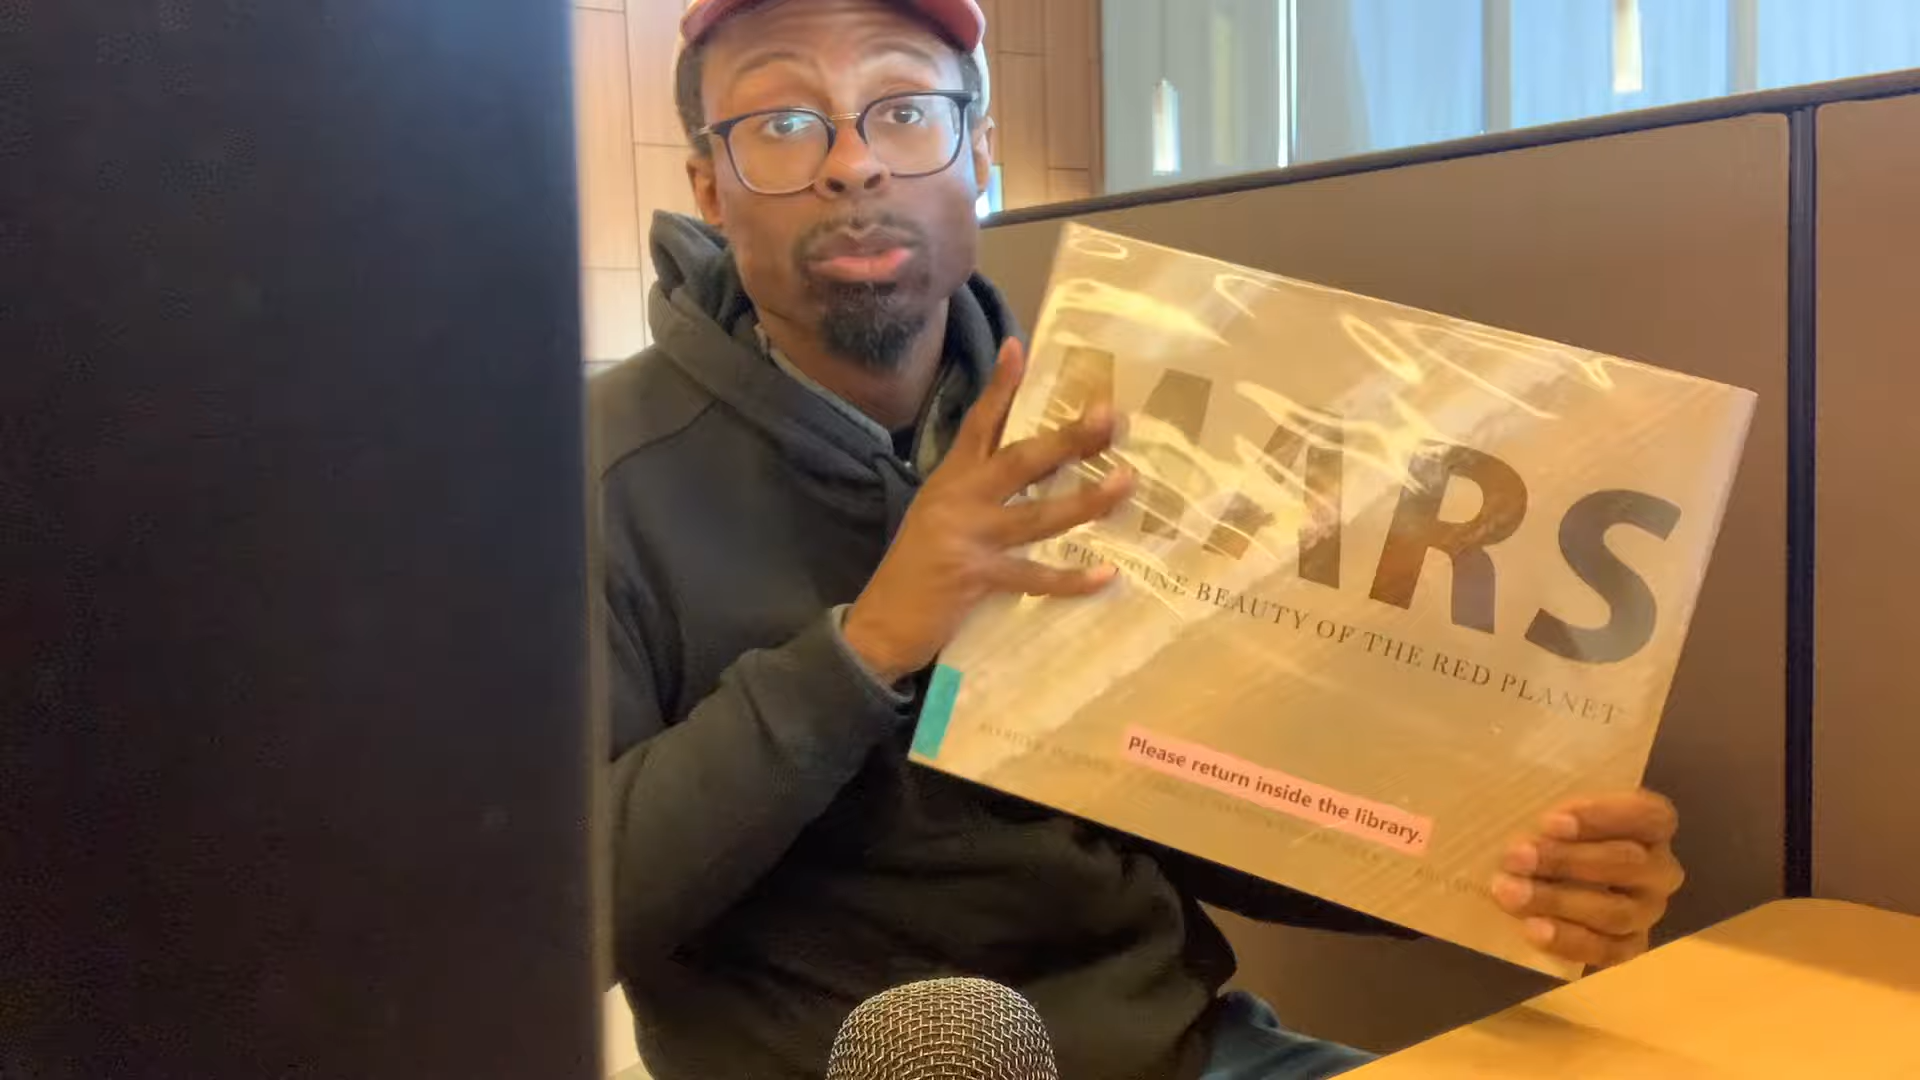 MARS
PRISTINE BEAUTY OF THE RED PLANET
Please return inside the library.